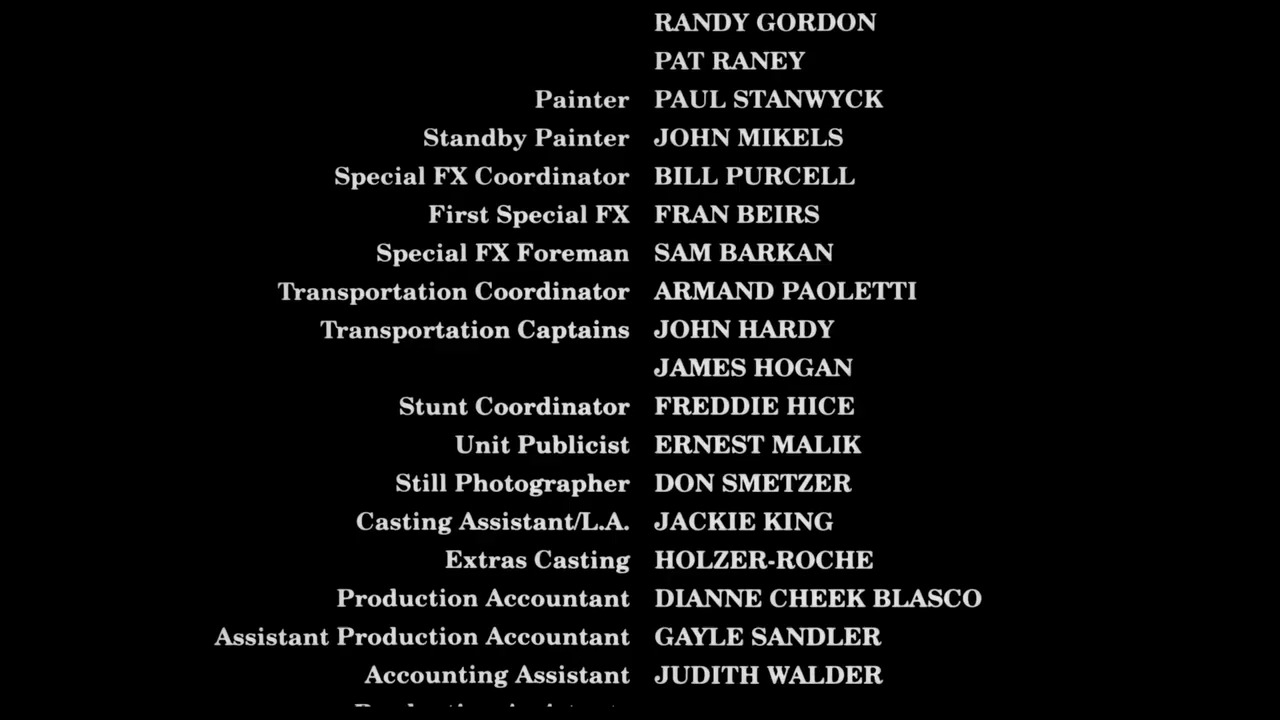 RANDY GORDON
PAT RANEY
Painter PAUL STANWYCK
Standby Painter JOHN MIKELS
Special FX Coordinator BILL PURCELL
First Special FX FRAN BEIRS
Special FX Foreman SAM BARKAN
Transportation Coordinator ARMAND PAOLETTI
Transportation Captains JOHN HARDY
JAMES HOGAN
Stunt Coordinator FREDDIE HICE
Unit Publicist ERNEST MALIK
Still Photographer DON SMETZER
Casting Assistant/L.A. JACKIE KING
Extras Casting HOLZER-ROCHE
Production Accountant DIANNE CHEEK BLASCO
Assistant Production Accountant GAYLE SANDLER
Accounting Assistant JUDITH WALDER